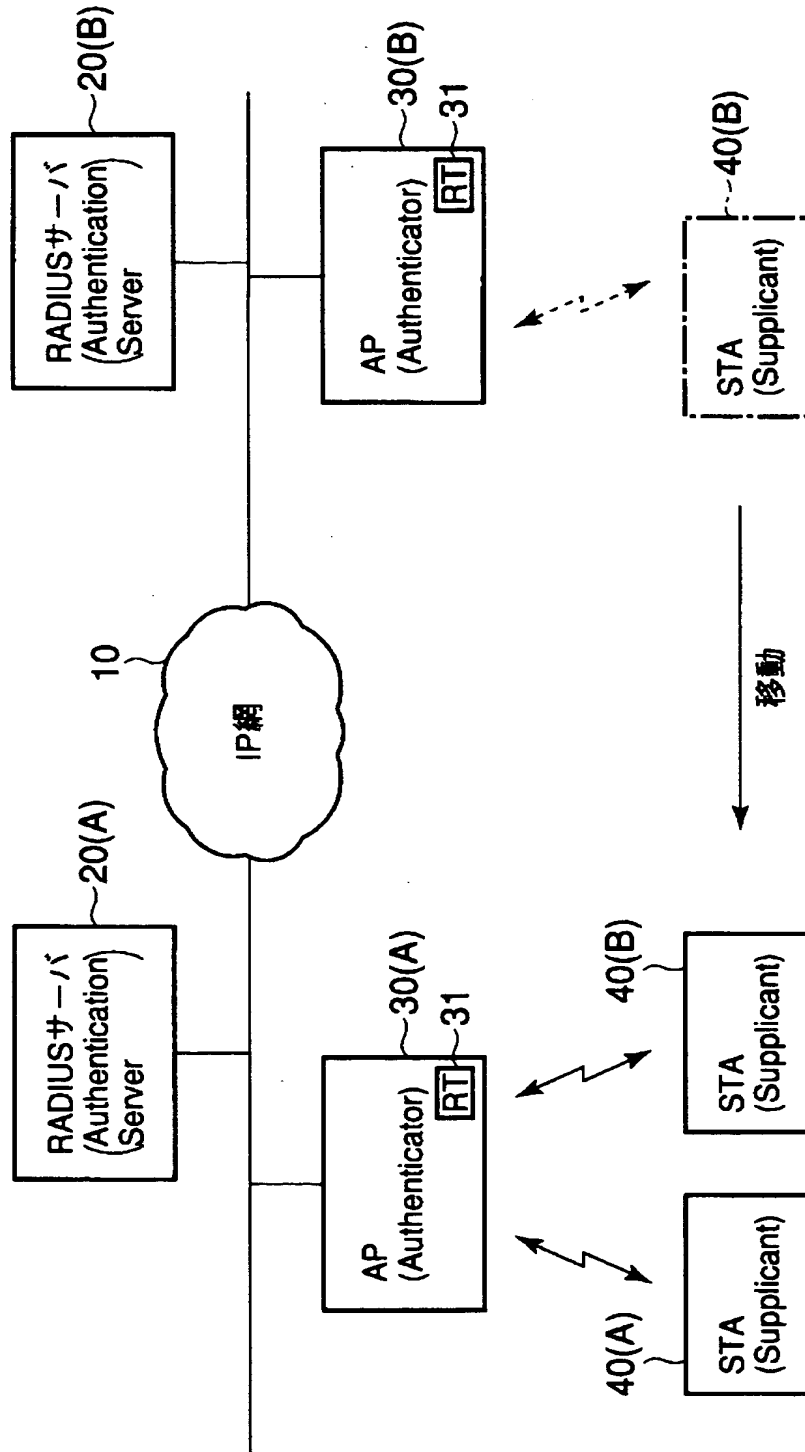 RADIUSサーバ
(Authentication)
Server
20(A)
10
IP網
RADIUSサーバ
(Authentication)
Server
20(B)
AP
(Authenticator)
30(A)
31
RT
AP
(Authenticator)
30(B)
31
RT
40(A)
STA
(Supplicant)
40(B)
STA
(Supplicant)
移動
40(B)
STA
(Supplicant)